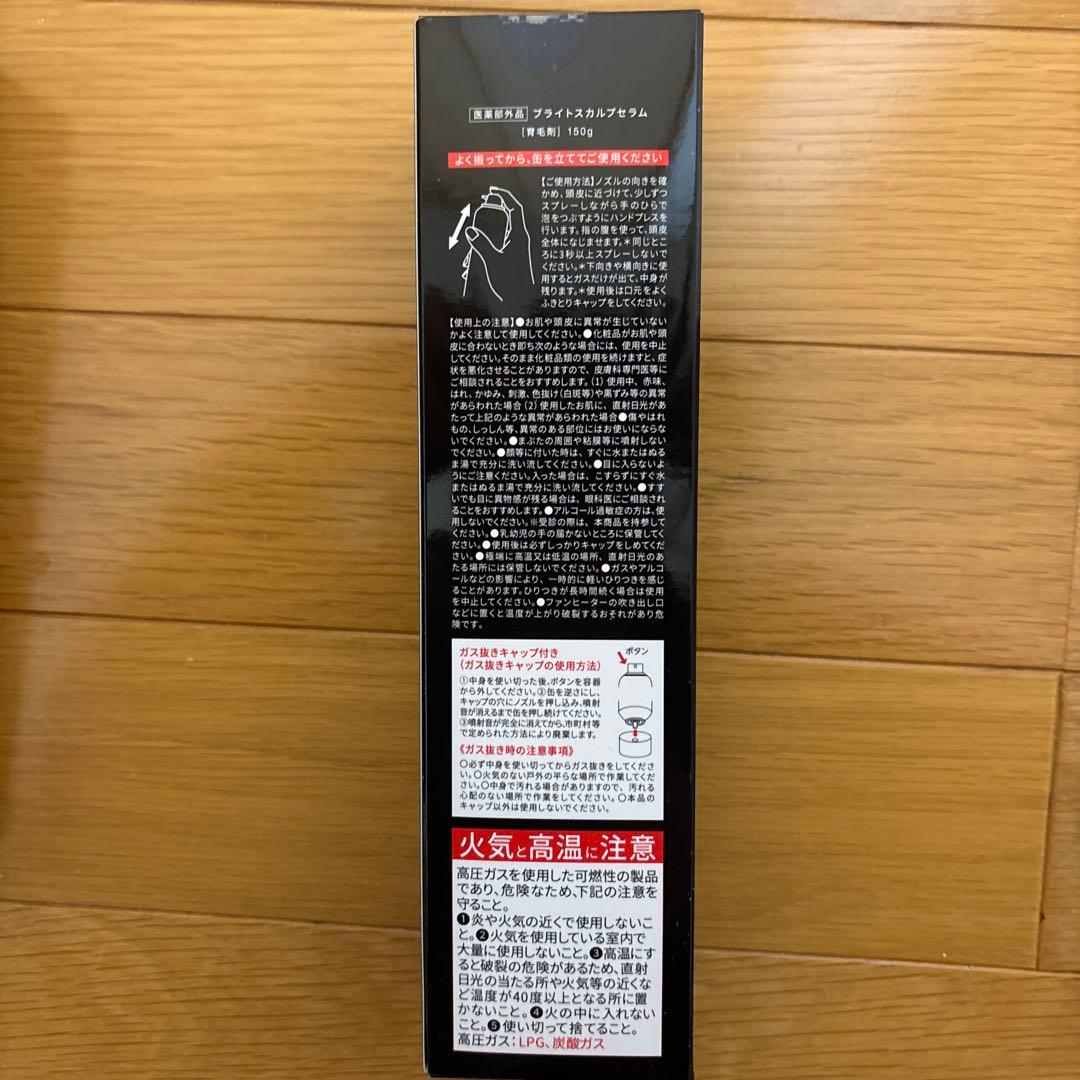 医薬部外品 ブライトスカルプセラム
[育毛剤] 150g
よく振ってから、缶を立ててご使用ください
【ご使用方法】ノズルの向きを確
かめ、頭皮に近づけて、少しずつ
スプレーしながら手のひらで
泡をつぶすようにハンドプレスを
行います。指の腹を使って、頭皮
全体になじませます。＊同じとこ
ろに3秒以上スプレーしないで
ください。＊下向きや横向きに使
用するとガスだけが出て、中身が
残ります。＊使用後は口元をよく
ふきとりキャップをしてください。
【使用上の注意】●お肌や頭皮に異常が生じていない
かよく注意して使用してください。●化粧品がお肌や頭
皮に合わないとき即ち次のような場合には、使用を中止
してください。そのまま化粧品類の使用を続けますと、症
状を悪化させることがありますので、皮膚科専門医等に
ご相談されることをおすすめします。(1) 使用中、赤味、
はれ、かゆみ、刺激、色抜け(白斑等)や黒ずみ等の異常
があらわれた場合 (2) 使用したお肌に、直射日光があ
たって上記のような異常があらわれた場合●傷やはれ
もの、しっしん等、異常のある部位にはお使いにならな
いでください。●まぶたの周囲や粘膜等に噴射しない
でください。●顔等に付いた時は、すぐに水またはぬる
ま湯で充分に洗い流してください。●目に入らないよ
うにご注意ください。入った場合は、こすらずにすぐ水
またはぬるま湯で充分に洗い流してください。●すす
いでも目に異物感が残る場合は、眼科医にご相談され
ることをおすすめします。●アルコール過敏症の方は、使
用しないでください。※受診の際は、本商品を持参して
ください。●乳幼児の手の届かないところに保管してく
ださい。●使用後は必ずしっかりキャップをしめてくだ
さい。●極端に高温又は低温の場所、直射日光のあ
たる場所には保管しないでください。●ガスやアルコ
ールなどの影響により、一時的に軽いひりつきを感じ
ることがあります。ひりつきが長時間続く場合は使用
を中止してください。●ファンヒーターの吹き出し口
などに置くと温度が上がり破裂するおそれがあり危
険です。
ガス抜きキャップ付き
(ガス抜きキャップの使用方法)
ボタン
①中身を使い切った後、ボタンを容器
から外してください。②缶を逆さにし、
キャップの穴にノズルを押し込み、噴射
音が消えるまで缶を押し続けてください。
③噴射音が完全に消えてから、市町村等
で定められた方法により廃棄します。
《ガス抜き時の注意事項》
○必ず中身を使い切ってからガス抜きをしてくださ
い。○火気のない戸外の平らな場所で作業してくだ
さい。○中身で汚れる場合がありますので、汚れる
心配のない場所で作業をしてください。○本品の
キャップ以外は使用しないでください。
火気と高温に注意
高圧ガスを使用した可燃性の製品
であり、危険なため、下記の注意を
守ること。
❶炎や火気の近くで使用しないこ
と。❷火気を使用している室内で
大量に使用しないこと。❸高温にす
ると破裂の危険があるため、直射
日光の当たる所や火気等の近くな
ど温度が40度以上となる所に置
かないこと。❹火の中に入れない
こと。❺使い切って捨てること。
高圧ガス：LPG、炭酸ガス